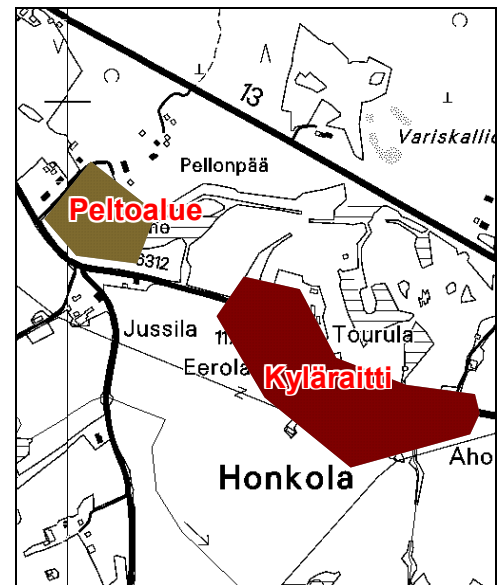 13
Variskallio
Pellonpää
Peltoalue
6312
Jussila
Tourula
Eerola
Kyläraitti
Aho
Honkola